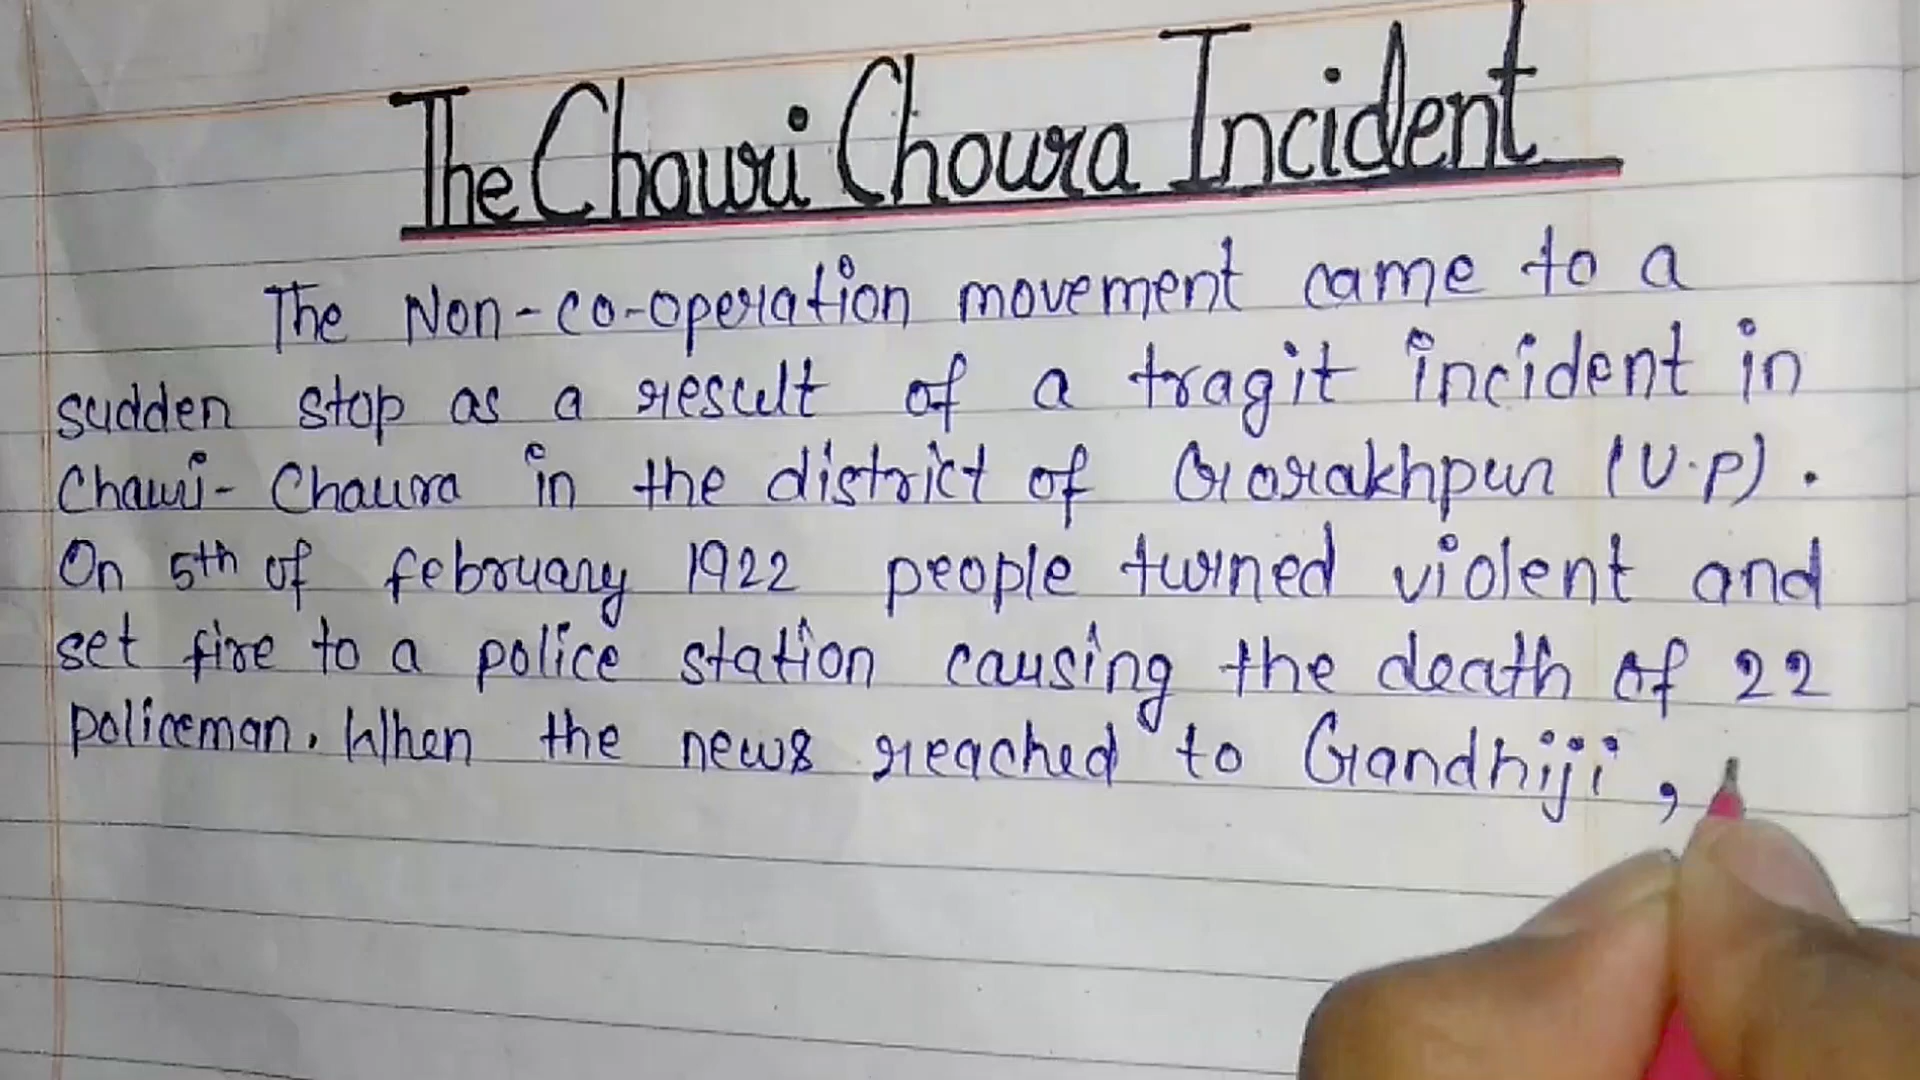 The Chauri Choura Incident
The Non-co-operation movement came to a
sudden stop as a result of a tragit incident in
Chauri-Chaura in the district of Gorakhpur (U.P).
On 5th of february 1922 people turned violent and
set fire to a police station causing the death of 22
policeman. When the news reached to Gandhiji,